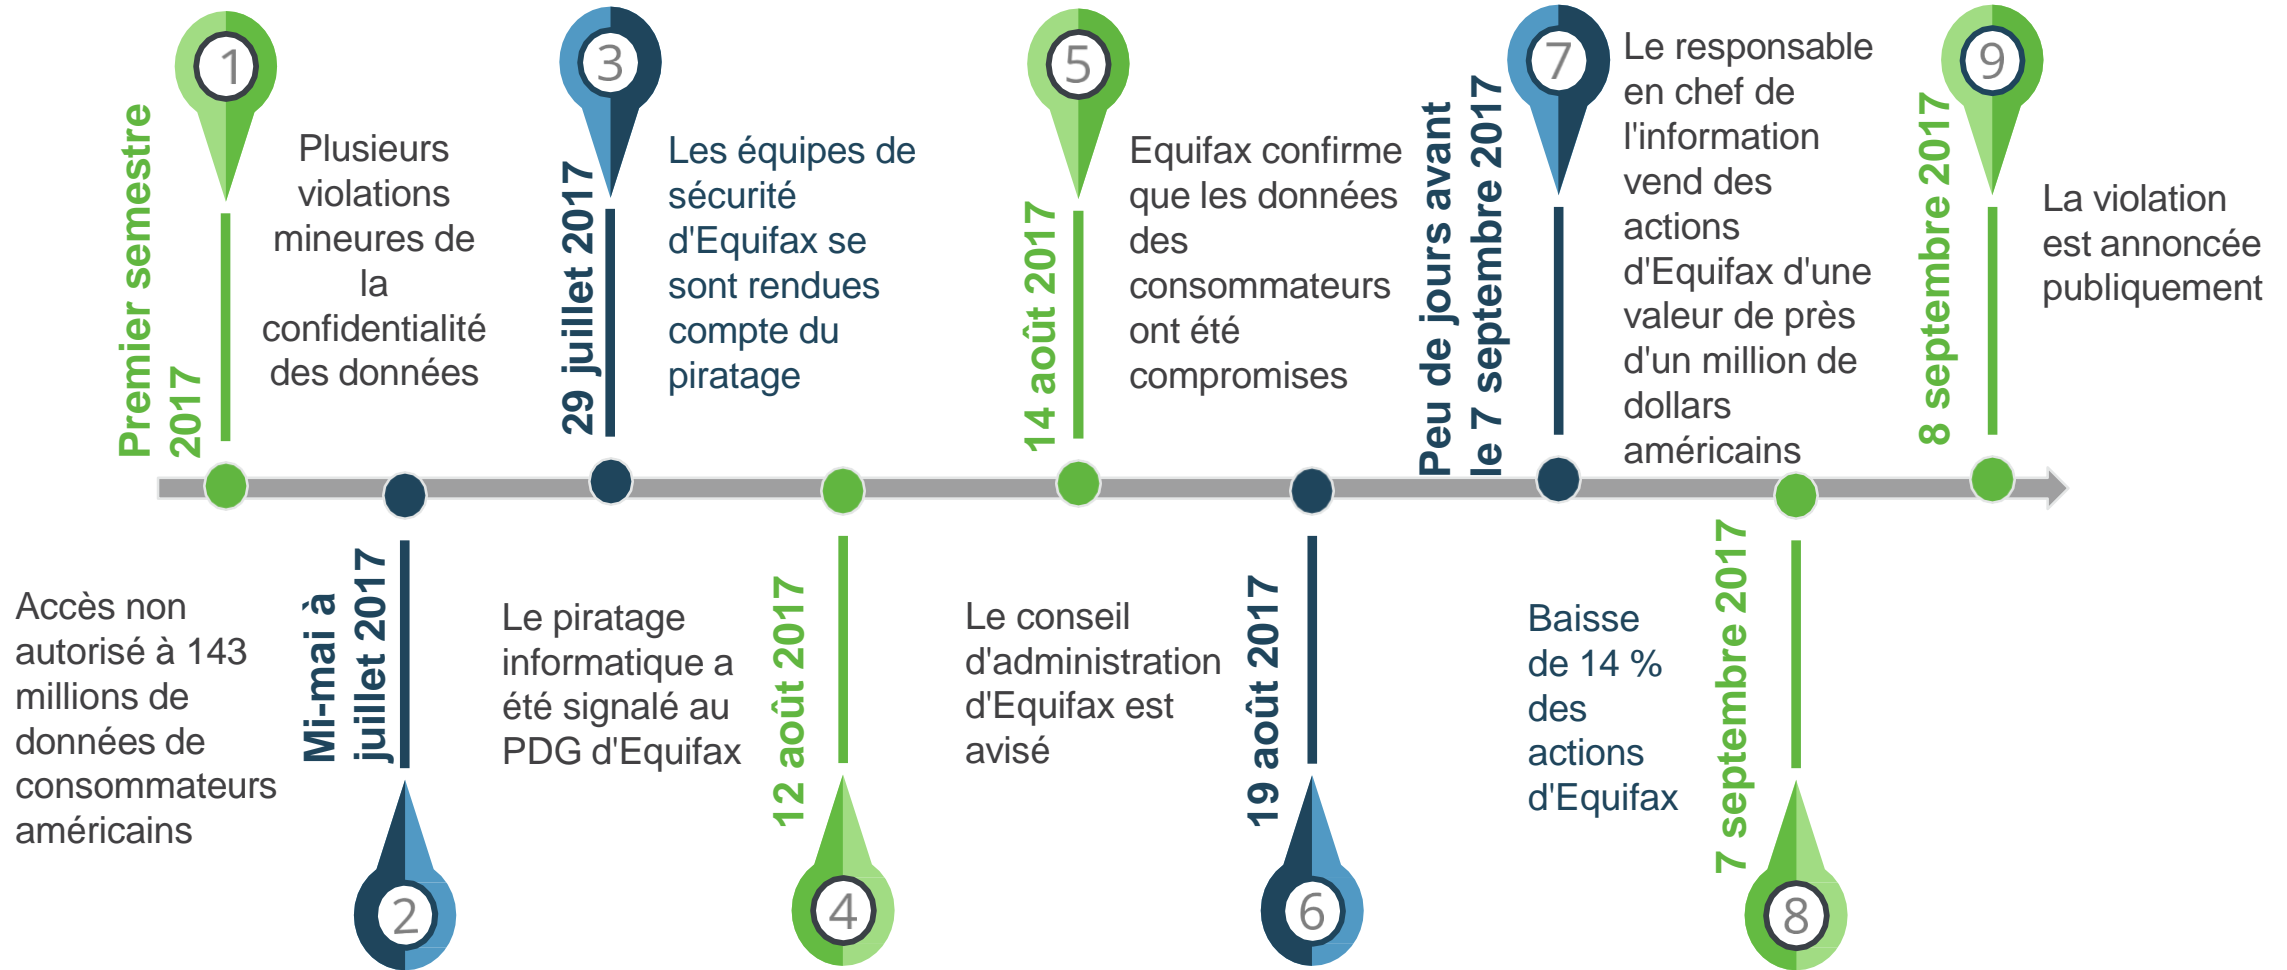 1
Premier semestre
2017
Plusieurs
violations
mineures de
la
confidentialité
des données
2
Mi-mai à
juillet 2017
Accès non
autorisé à 143
millions de
données de
consommateurs
américains
3
29 juillet 2017
Les équipes de
sécurité
d'Equifax se
sont rendues
compte du
piratage
4
12 août 2017
Le piratage
informatique a
été signalé au
PDG d'Equifax
5
14 août 2017
Equifax confirme
que les données
des
consommateurs
ont été
compromises
6
19 août 2017
Le conseil
d'administration
d'Equifax est
avisé
7
Peu de jours avant
le 7 septembre 2017
Le responsable
en chef de
l'information
vend des
actions
d'Equifax d'une
valeur de près
d'un million de
dollars
américains
8
7 septembre 2017
Baisse
de 14 %
des
actions
d'Equifax
9
8 septembre 2017
La violation
est annoncée
publiquement